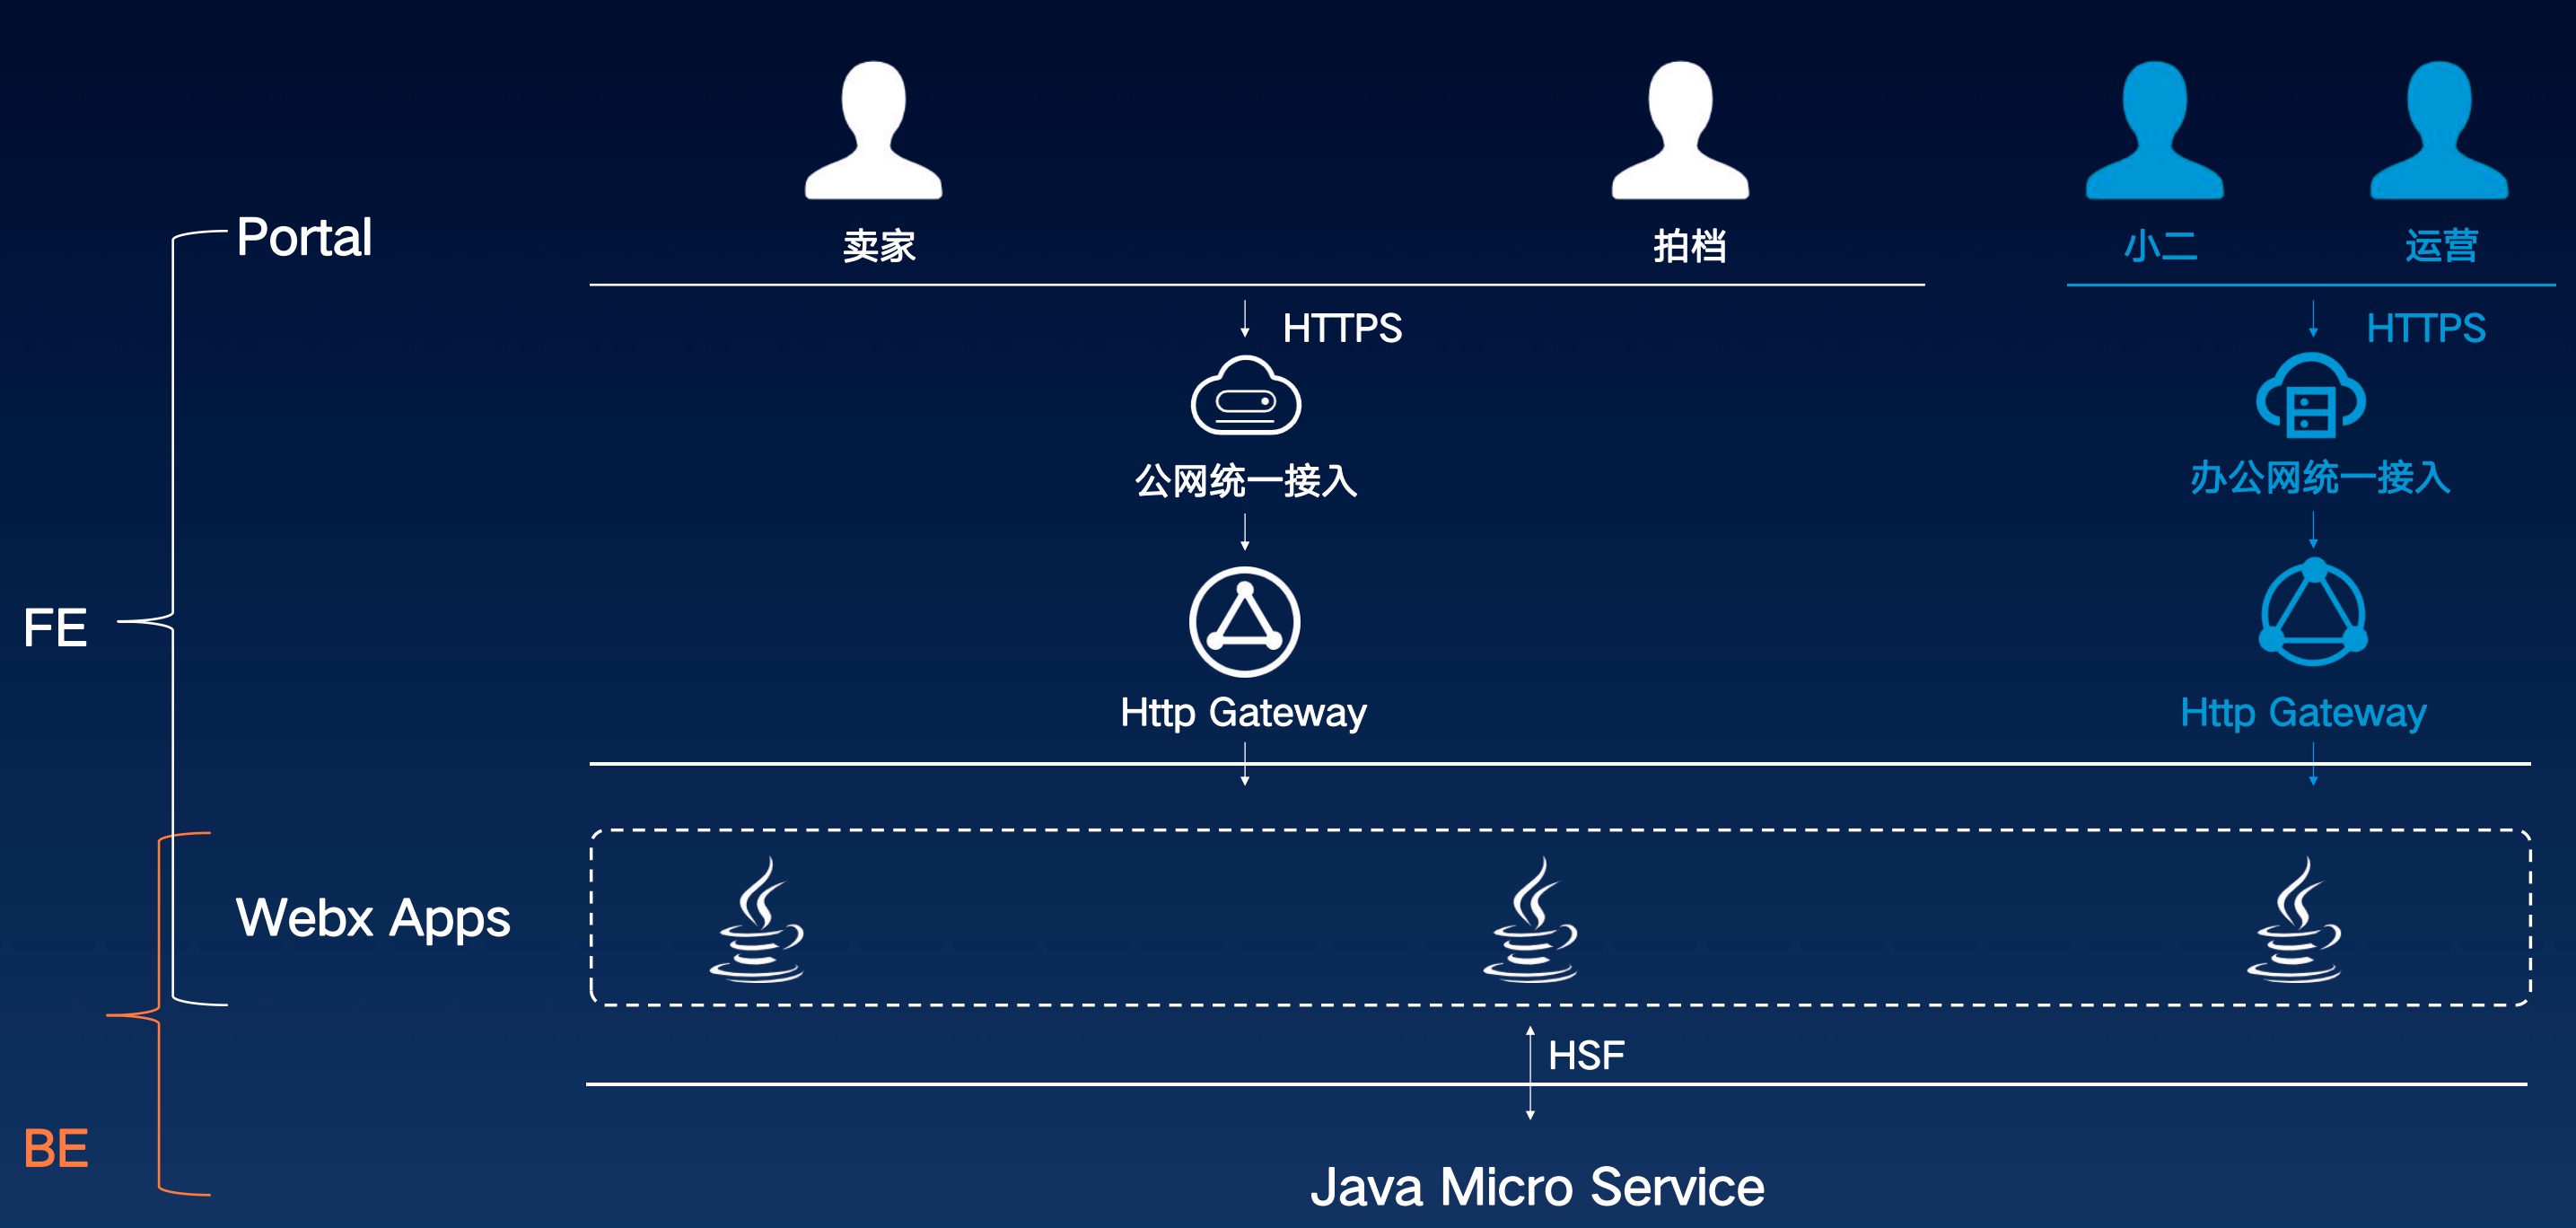 Portal
卖家
拍档
小二
运营
HTTPS
HTTPS
公网统一接入
办公网统一接入
FE
Http Gateway
Http Gateway
Webx Apps
HSF
BE
Java Micro Service